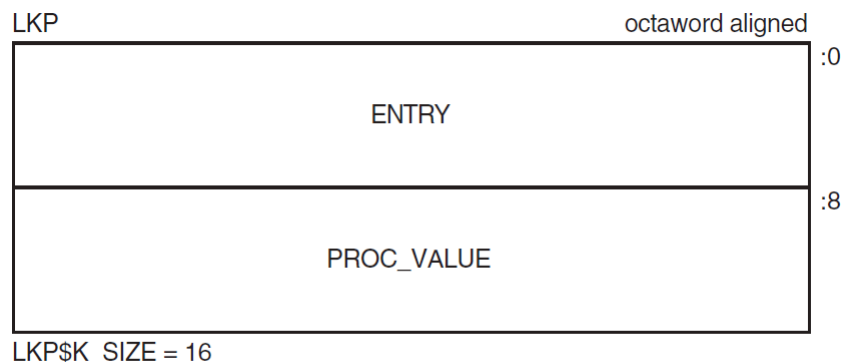 LKP octaword aligned
:0
ENTRY
:8
PROC_VALUE
LKP$K_SIZE = 16